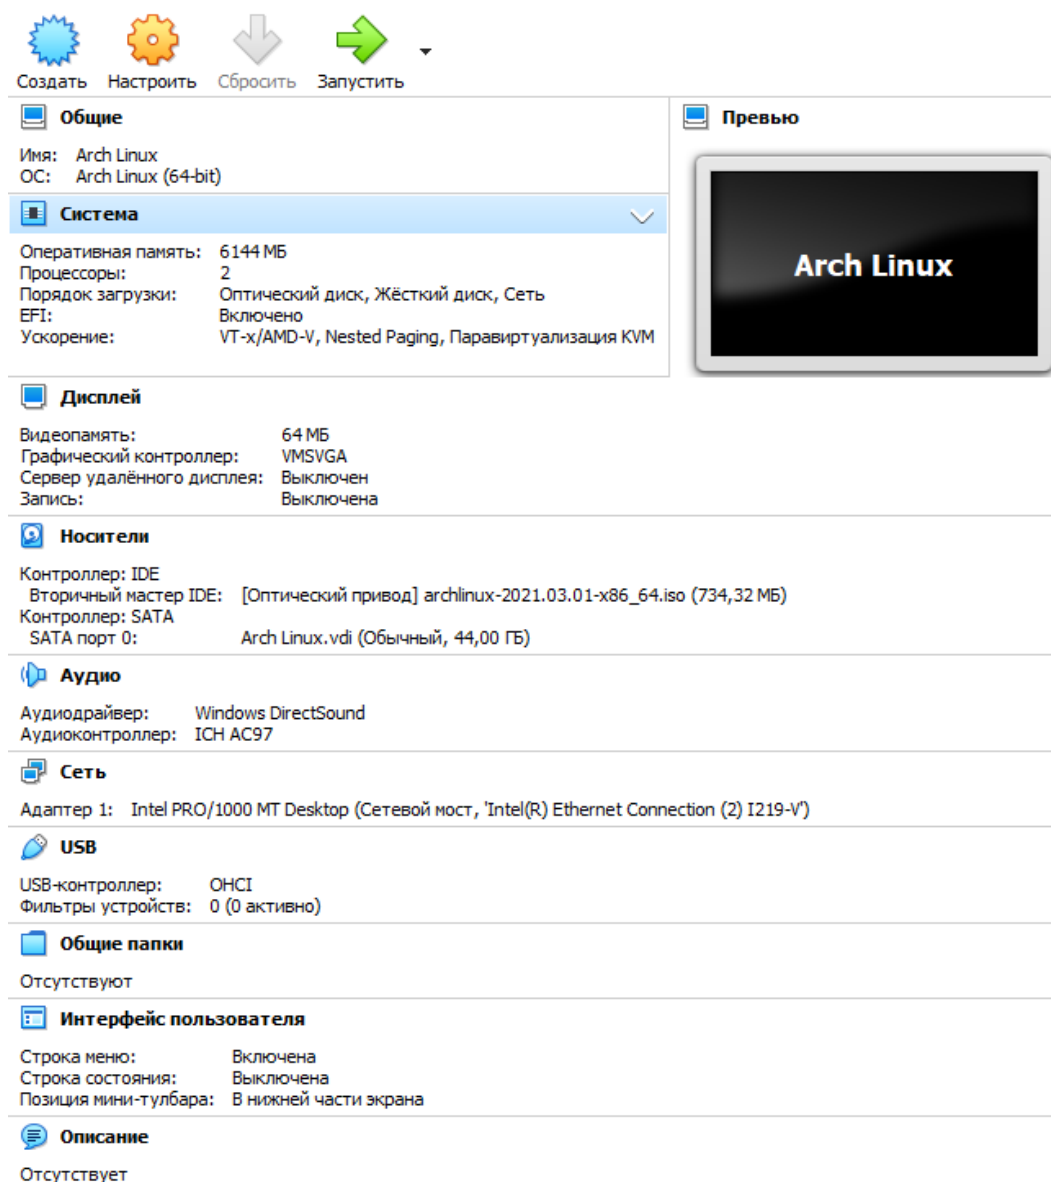 Создать Настроить Сбросить Запустить
Общие
Имя: Arch Linux
ОС: Arch Linux (64-bit)
Превью
Arch Linux
Система
Оперативная память: 6144 МБ
Процессоры: 2
Порядок загрузки: Оптический диск, Жёсткий диск, Сеть
EFI: Включено
Ускорение: VT-x/AMD-V, Nested Paging, Паравиртуализация KVM
Дисплей
Видеопамять: 64 МБ
Графический контроллер: VMSVGA
Сервер удалённого дисплея: Выключен
Запись: Выключена
Носители
Контроллер: IDE
Вторичный мастер IDE: [Оптический привод] archlinux-2021.03.01-x86_64.iso (734,32 МБ)
Контроллер: SATA
SATA порт 0: Arch Linux.vdi (Обычный, 44,00 ГБ)
Аудио
Аудиодрайвер: Windows DirectSound
Аудиоконтроллер: ICH AC97
Сеть
Адаптер 1: Intel PRO/1000 MT Desktop (Сетевой мост, 'Intel(R) Ethernet Connection (2) I219-V')
USB
USB-контроллер: OHCI
Фильтры устройств: 0 (0 активно)
Общие папки
Отсутствуют
Интерфейс пользователя
Строка меню: Включена
Строка состояния: Выключена
Позиция мини-тулбара: В нижней части экрана
Описание
Отсутствует